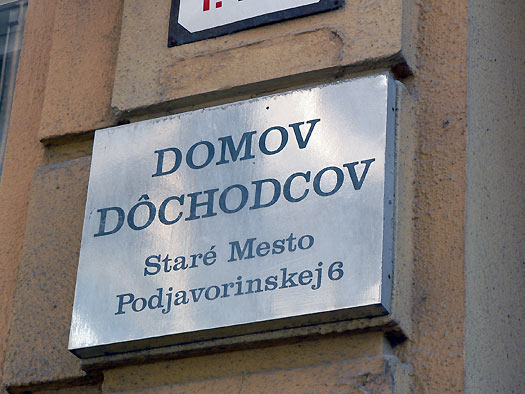 DOMOV
DÔCHODCOV
Staré Mesto
Podjavorinskej 6